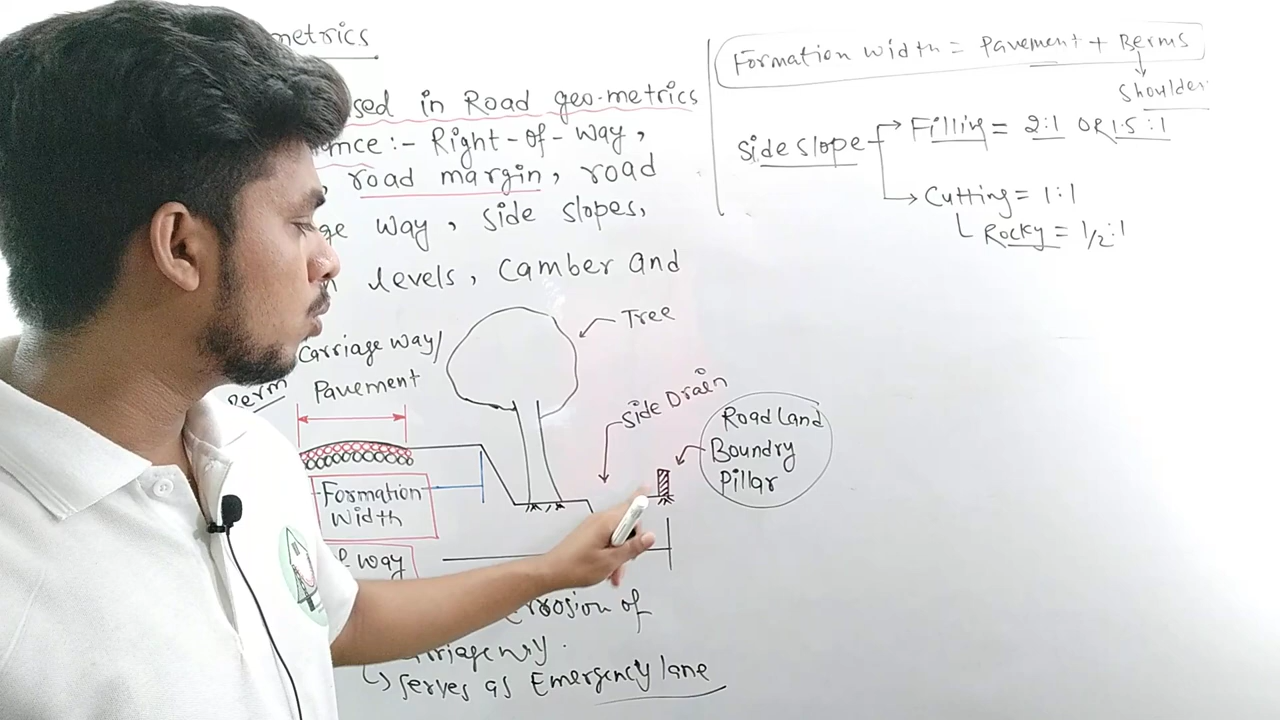 metrics
sed in Road geo-metrics
ance :- Right-of-Way,
road margin, road
ge way, side slopes,
levels, Camber and
Carriage way/
Pavement
Berm
Tree
Side Drain
Road Land
Boundry
Pillar
Formation
Width
way
rrosion of
rriageway.
serves as Emergency lane
Formation Width = Pavement + Berms
Shoulder
Side slope
Filling = 2:1 OR 1.5:1
Cutting = 1:1
Rocky = 1/2:1